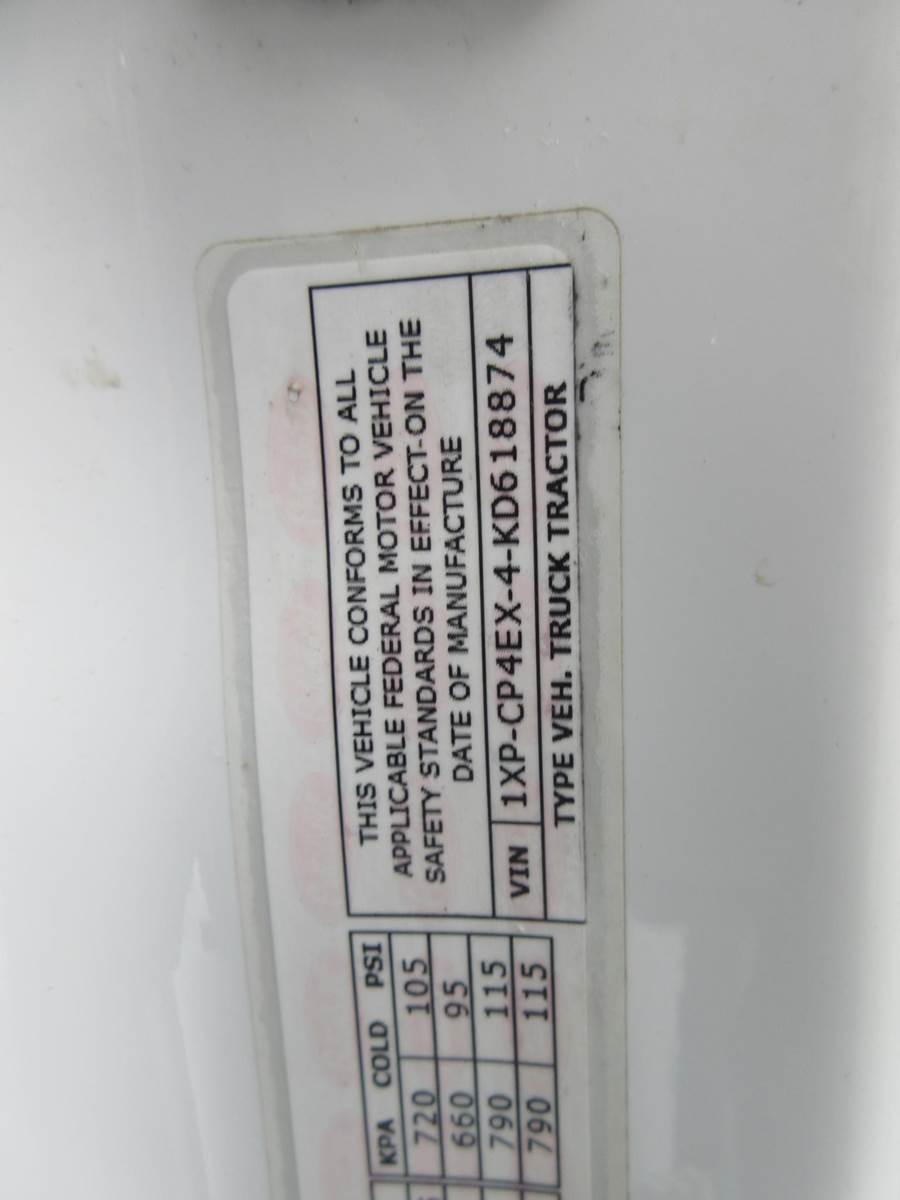 KPA COLD PSI
720 105
660 95
790 115
790 115
THIS VEHICLE CONFORMS TO ALL
APPLICABLE FEDERAL MOTOR VEHICLE
SAFETY STANDARDS IN EFFECT-ON THE
DATE OF MANUFACTURE
VIN 1XP-CP4EX-4-KD618874
TYPE VEH. TRUCK TRACTOR